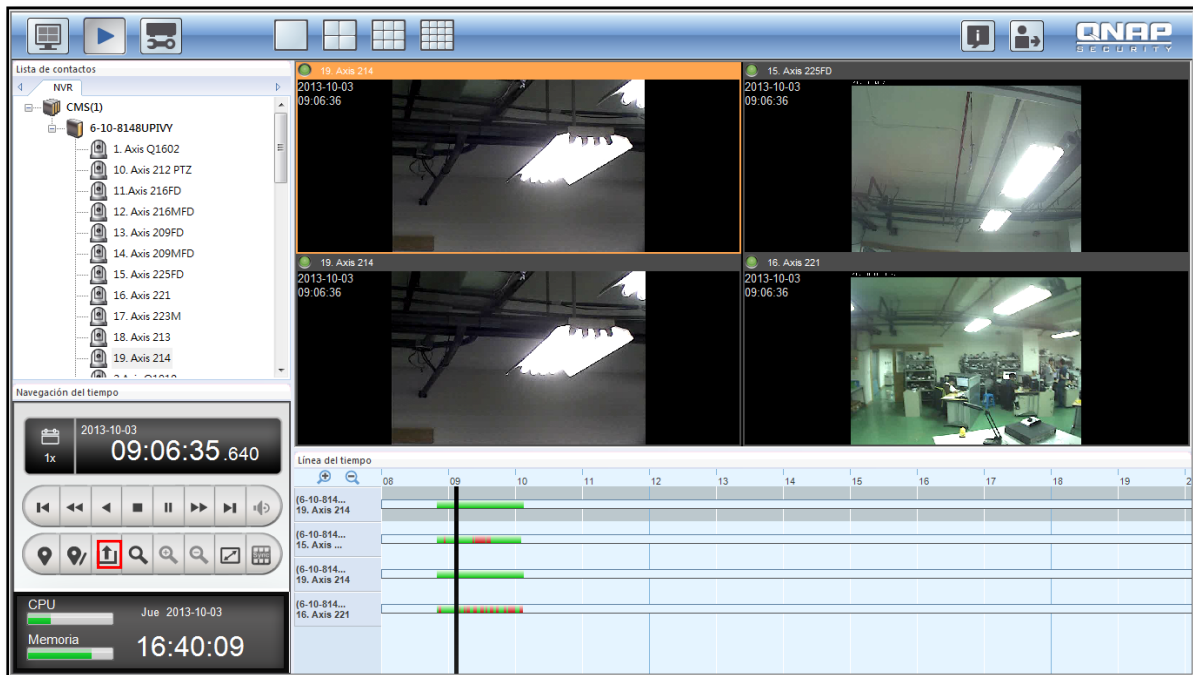 QNAP
SECURITY
Lista de contactos
NVR
CMS(1)
6-10-8148UPIVY
1. Axis Q1602
10. Axis 212 PTZ
11.Axis 216FD
12. Axis 216MFD
13. Axis 209FD
14. Axis 209MFD
15. Axis 225FD
16. Axis 221
17. Axis 223M
18. Axis 213
19. Axis 214
19. Axis 214
2013-10-03
09:06:36
15. Axis 225FD
2013-10-03
09:06:36
19. Axis 214
2013-10-03
09:06:36
16. Axis 221
2013-10-03
09:06:36
Navegación del tiempo
2013-10-03
1x
09:06:35.640
SYNC
CPU
Jue 2013-10-03
Memoria
16:40:09
Línea del tiempo
08 09 10 11 12 13 14 15 16 17 18 19 2
(6-10-814...
19. Axis 214
(6-10-814...
15. Axis ...
(6-10-814...
19. Axis 214
(6-10-814...
16. Axis 221